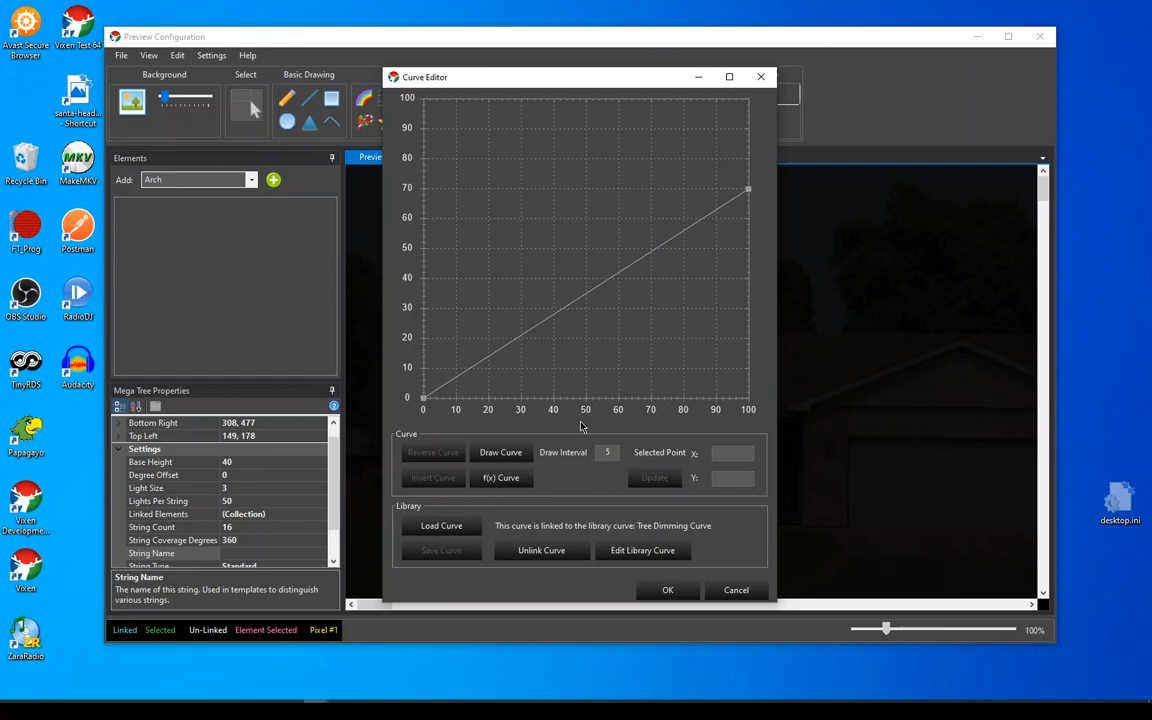 Avast Secure
Browser
Vixen Test 64
santa-head...
- Shortcut
Recycle Bin
MakeMKV
FT_Prog
Postman
OBS Studio
RadioDJ
TinyRDS
Audacity
Papagayo
Vixen
Developme...
Vixen
ZaraRadio
desktop.ini
Preview Configuration
File View Edit Settings Help
Background
Select
Basic Drawing
Elements
Add: Arch
Mega Tree Properties
Bottom Right 308, 477
Top Left 149, 178
Settings
Base Height 40
Degree Offset 0
Light Size 3
Lights Per String 50
Linked Elements (Collection)
String Count 16
String Coverage Degrees 360
String Name
String Type Standard
String Name
The name of this string. Used in templates to distinguish
various strings.
Linked Selected Un-Linked Element Selected Pixel #1
Previe
100%
Curve Editor
100
90
80
70
60
50
40
30
20
10
0
0 10 20 30 40 50 60 70 80 90 100
Curve
Reverse Curve Draw Curve Draw Interval 5 Selected Point X:
Invert Curve f(x) Curve Update Y:
Library
Load Curve This curve is linked to the library curve: Tree Dimming Curve
Save Curve Unlink Curve Edit Library Curve
OK Cancel